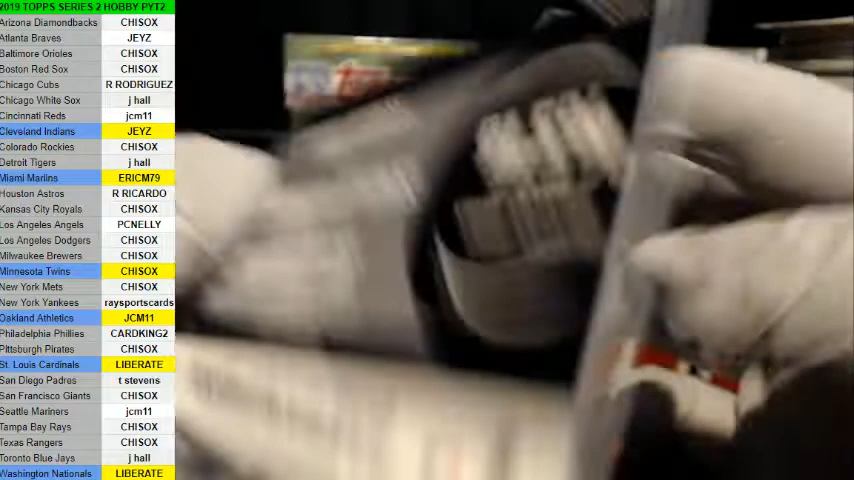 2019 TOPPS SERIES 2 HOBBY PYT2
Arizona Diamondbacks CHISOX
Atlanta Braves JEYZ
Baltimore Orioles CHISOX
Boston Red Sox CHISOX
Chicago Cubs R RODRIGUEZ
Chicago White Sox j hall
Cincinnati Reds jcm11
Cleveland Indians JEYZ
Colorado Rockies CHISOX
Detroit Tigers j hall
Miami Marlins ERICM79
Houston Astros R RICARDO
Kansas City Royals CHISOX
Los Angeles Angels PCNELLY
Los Angeles Dodgers CHISOX
Milwaukee Brewers CHISOX
Minnesota Twins CHISOX
New York Mets CHISOX
New York Yankees raysportscards
Oakland Athletics JCM11
Philadelphia Phillies CARDKING2
Pittsburgh Pirates CHISOX
St. Louis Cardinals LIBERATE
San Diego Padres t stevens
San Francisco Giants CHISOX
Seattle Mariners jcm11
Tampa Bay Rays CHISOX
Texas Rangers CHISOX
Toronto Blue Jays j hall
Washington Nationals LIBERATE